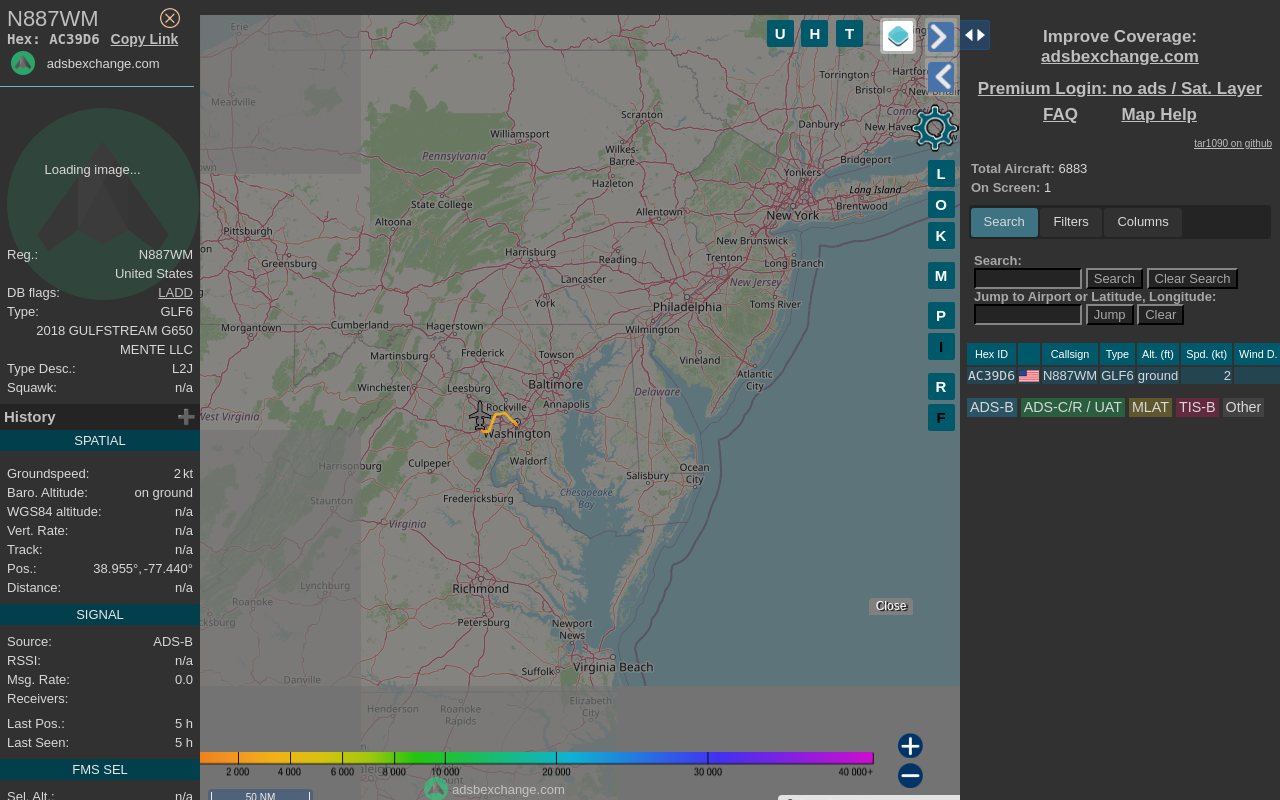 N887WM
Hex: AC39D6 Copy Link
adsbexchange.com
Loading image...
Reg.: N887WM
United States
DB flags: LADD
Type: GLF6
2018 GULFSTREAM G650
MENTE LLC
Type Desc.: L2J
Squawk: n/a
History
SPATIAL
Groundspeed: 2 kt
Baro. Altitude: on ground
WGS84 altitude: n/a
Vert. Rate: n/a
Track: n/a
Pos.: 38.955°, -77.440°
Distance: n/a
SIGNAL
Source: ADS-B
RSSI: n/a
Msg. Rate: 0.0
Receivers:
Last Pos.: 5 h
Last Seen: 5 h
FMS SEL
Sel. Alt.: n/a
U H T
Erie
Meadville
Torrington
Hartfor
Bristol
New Britain
Scranton
Danbury
Connec
Williamsport
New Haven
Pennsylvania
Wilkes-
Barre
Bridgeport
Hazleton
Yonkers
Long Island
State College
Allentown
New York
Brentwood
Altoona
Pittsburgh
New Brunswick
Harrisburg
Reading
Trenton
Long Branch
Greensburg
Lancaster
New Jersey
York
Philadelphia
Toms River
Morgantown
Cumberland
Hagerstown
Wilmington
Martinsburg
Frederick
Towson
Vineland
Winchester
Leesburg
Baltimore
Delaware
Atlantic
City
Rockville
Annapolis
West Virginia
Washington
Harrisonburg
Culpeper
Waldorf
Salisbury
Ocean
City
Staunton
Fredericksburg
Chesapeake
Bay
Virginia
Lynchburg
Roanoke
Richmond
Petersburg
Newport
News
Suffolk
Virginia Beach
Danville
Henderson
Roanoke
Rapids
Elizabeth
City
L
O
K
M
P
I
R
F
Close
2 000 4 000 6 000 8 000 10 000 20 000 30 000 40 000+
adsbexchange.com
50 NM
Improve Coverage:
adsbexchange.com
Premium Login: no ads / Sat. Layer
FAQ Map Help
tar1090 on github
Total Aircraft: 6883
On Screen: 1
Search Filters Columns
Search:
Search Clear Search
Jump to Airport or Latitude, Longitude:
Jump Clear
Hex ID Callsign Type Alt. (ft) Spd. (kt) Wind D.
AC39D6 N887WM GLF6 ground 2
ADS-B ADS-C/R / UAT MLAT TIS-B Other